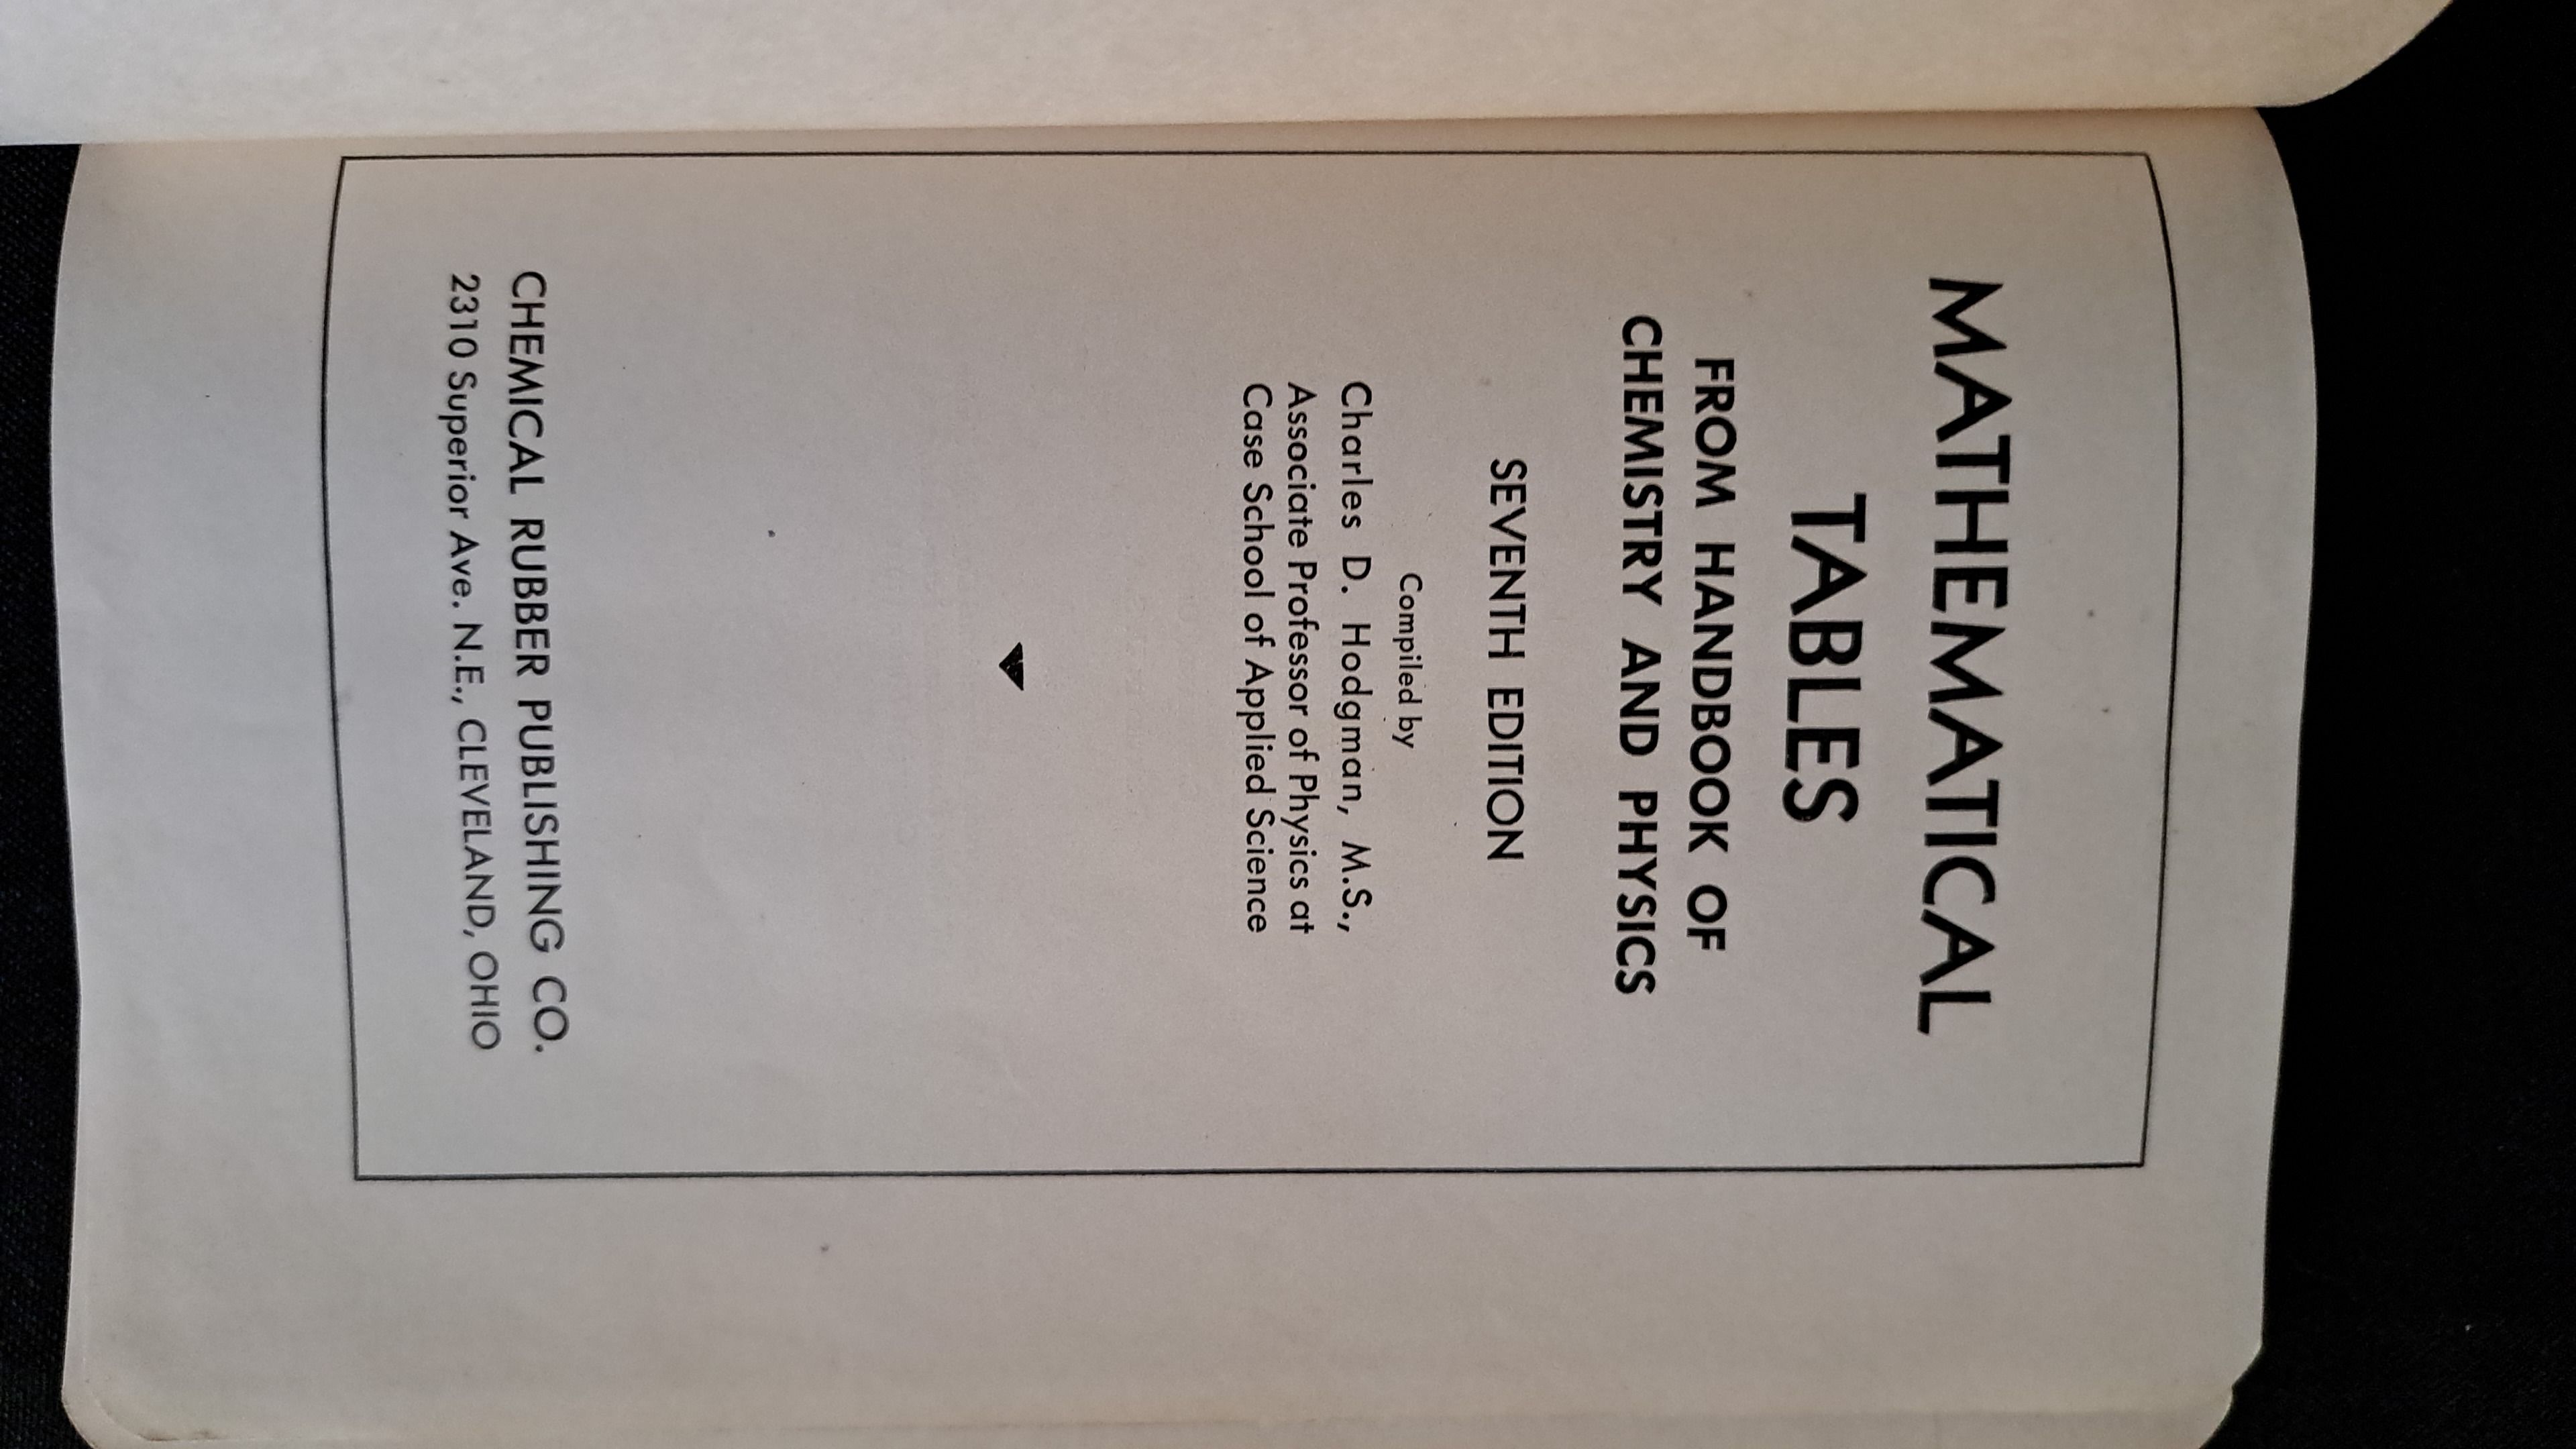 MATHEMATICAL
TABLES
FROM HANDBOOK OF
CHEMISTRY AND PHYSICS
SEVENTH EDITION
Compiled by
Charles D. Hodgman, M.S.,
Associate Professor of Physics at
Case School of Applied Science
CHEMICAL RUBBER PUBLISHING CO.
2310 Superior Ave. N.E., CLEVELAND, OHIO